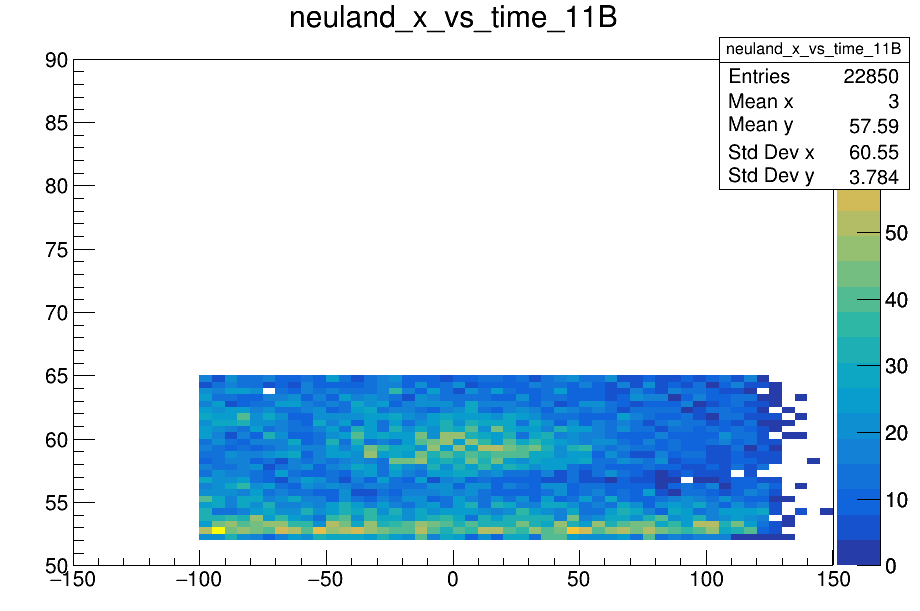 neuland_x_vs_time_11B
neuland_x_vs_time_11B
Entries 22850
Mean x 3
Mean y 57.59
Std Dev x 60.55
Std Dev y 3.784
90
85
80
75
70
65
60
55
50
−150 −100 −50 0 50 100 150
50
40
30
20
10
0